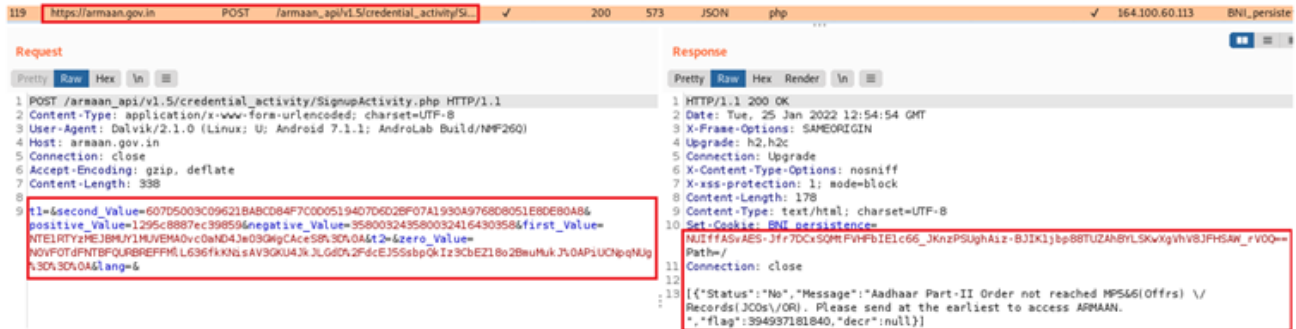 119 https://armaan.gov.in POST /armaan_api/v1.5/credential_activity/Si... ✓ 200 573 JSON php ✓ 164.100.60.113 BNI_persiste
Request
Pretty Raw Hex \n
1 POST /armaan_api/v1.5/credential_activity/SignupActivity.php HTTP/1.1
2 Content-Type: application/x-www-form-urlencoded; charset=UTF-8
3 User-Agent: Dalvik/2.1.0 (Linux; U; Android 7.1.1; AndroLab Build/NMF26Q)
4 Host: armaan.gov.in
5 Connection: close
6 Accept-Encoding: gzip, deflate
7 Content-Length: 338
8
9 t1=&second_Value=607D5003C09621BABCD84F7C0D05194D7D6D2BF07A1930A9768D8051E8DE80A8&
positive_Value=1295c8887ec39859&negative_Value=35800324358003241643035&first_Value=
&t2=&zero_Value=
%3D%3D%0A&lang=&
Response
Pretty Raw Hex Render \n
1 HTTP/1.1 200 OK
2 Date: Tue, 25 Jan 2022 12:54:54 GMT
3 X-Frame-Options: SAMEORIGIN
4 Upgrade: h2,h2c
5 Connection: Upgrade
6 X-Content-Type-Options: nosniff
7 X-xss-protection: 1; mode=block
8 Content-Length: 178
9 Content-Type: text/html; charset=UTF-8
10 Set-Cookie: BNI_persistence=
Path=/
11 Connection: close
12
13 [{"Status":"No","Message":"Aadhaar Part-II Order not reached MP5&6(Offrs) \/
Records(JCOs\/OR). Please send at the earliest to access ARMAAN.
","flag":394937181840,"decr":null}]